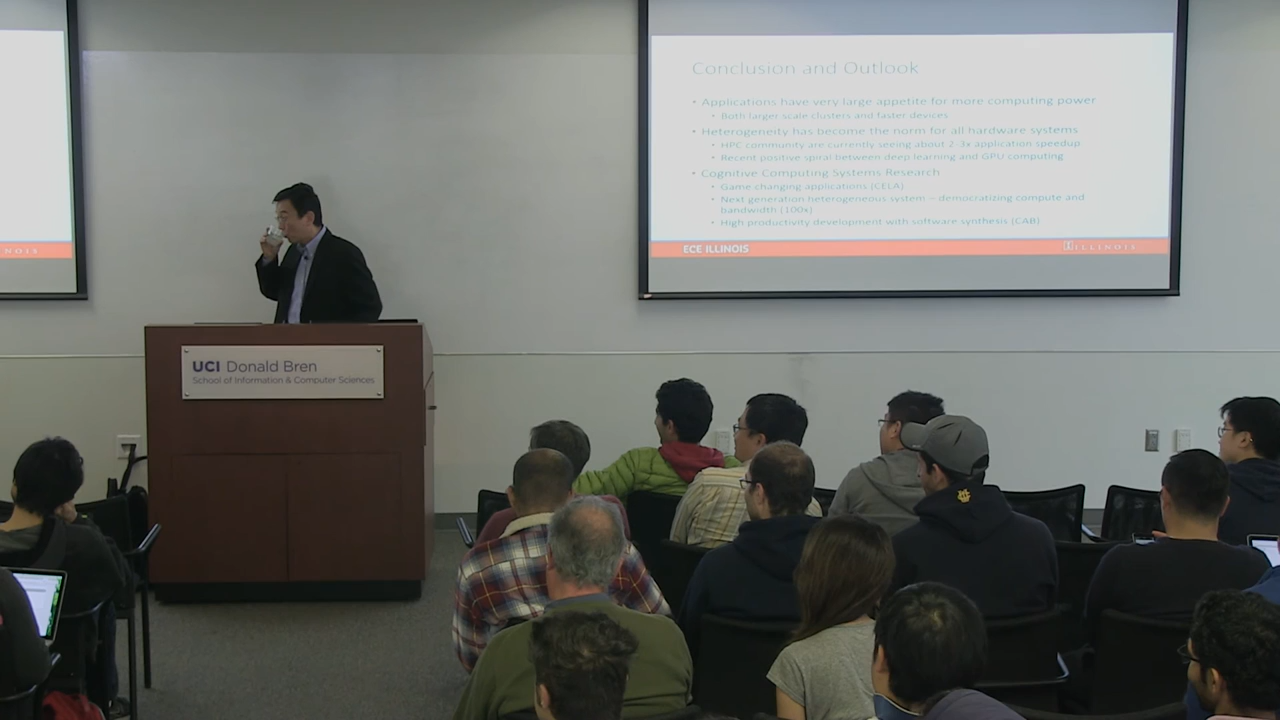 Conclusion and Outlook
• Applications have very large appetite for more computing power
• Both larger scale clusters and faster devices
• Heterogeneity has become the norm for all hardware systems
• HPC community are currently seeing about 2-3x application speedup
• Recent positive spiral between deep learning and GPU computing
• Cognitive Computing Systems Research
• Game changing applications (CELA)
• Next generation heterogeneous system – democratizing compute and
bandwidth (100x)
• High productivity development with software synthesis (CAB)
ECE ILLINOIS
ILLINOIS
NOIS
UCI Donald Bren
School of Information & Computer Sciences